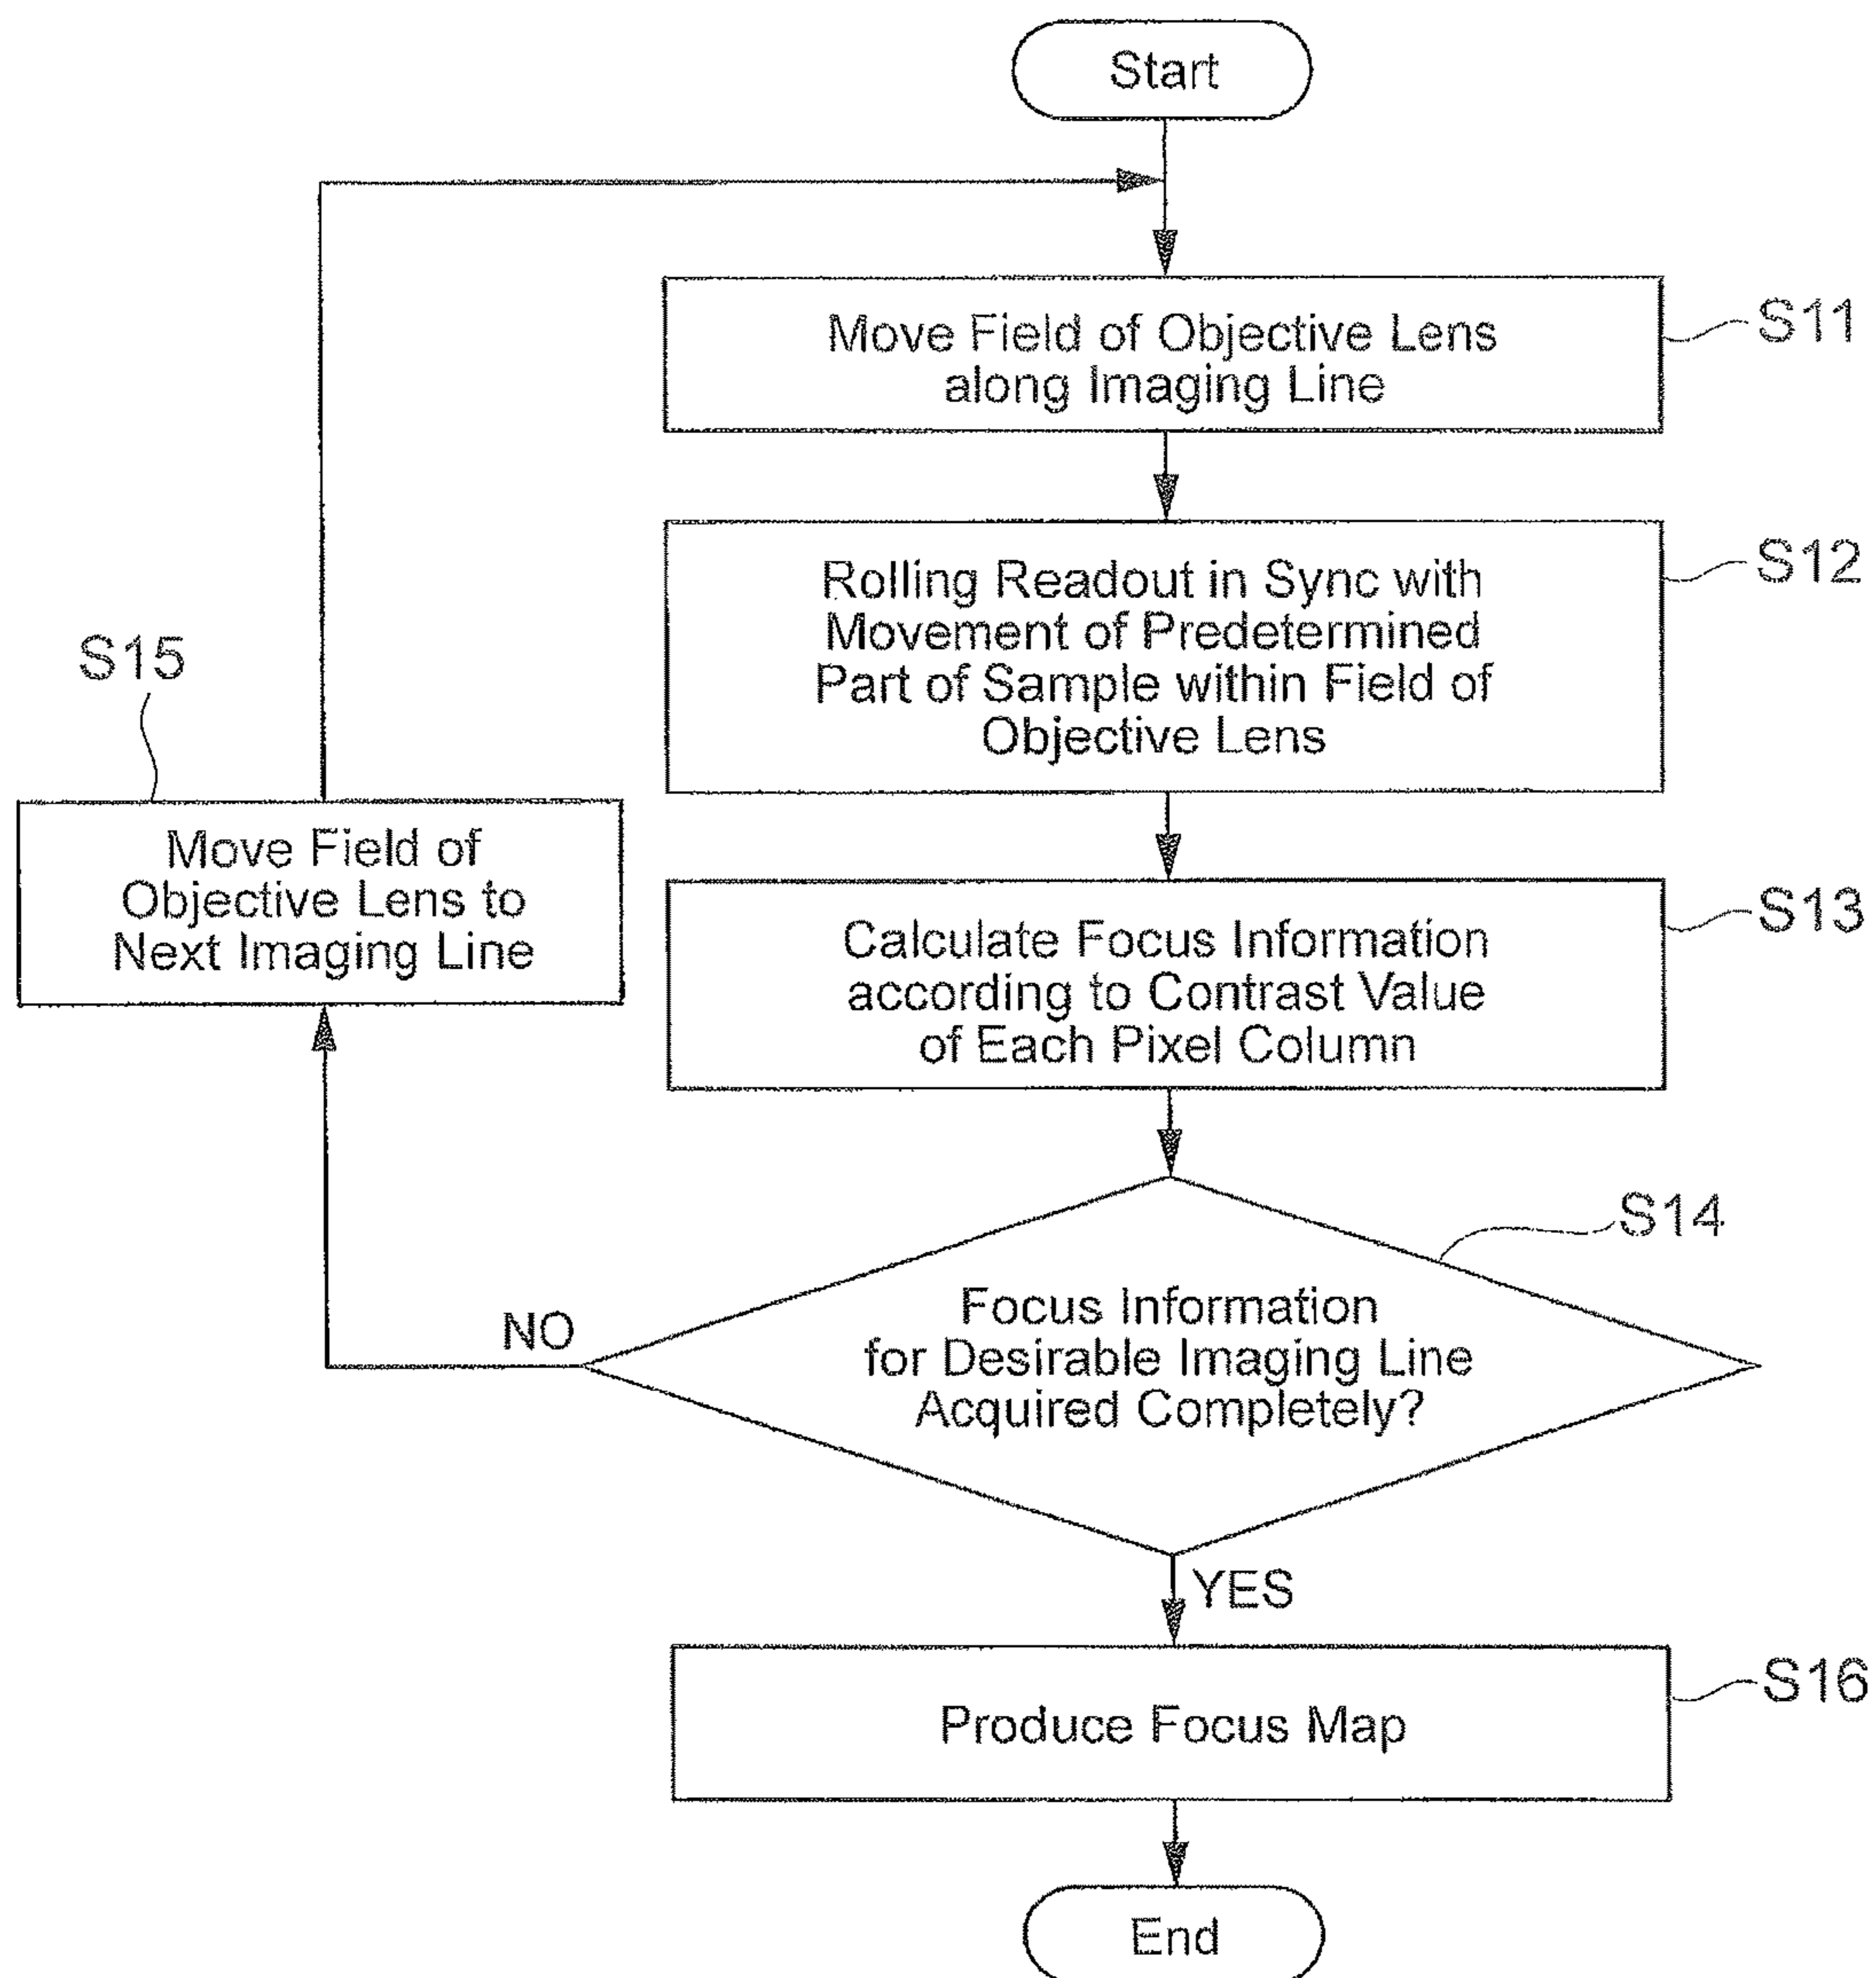 Start
Move Field of Objective Lens
along Imaging Line
S11
Rolling Readout in Sync with
Movement of Predetermined
Part of Sample within Field of
Objective Lens
S12
S15
Move Field of
Objective Lens to
Next Imaging Line
Calculate Focus Information
according to Contrast Value
of Each Pixel Column
S13
S14
Focus Information
for Desirable Imaging Line
Acquired Completely?
NO
YES
Produce Focus Map
S16
End